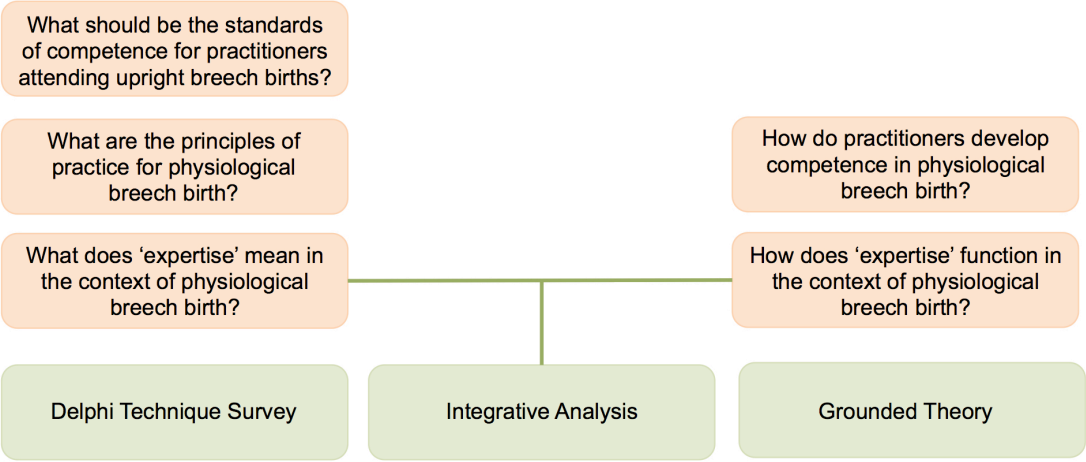 What should be the standards
of competence for practitioners
attending upright breech births?
What are the principles of
practice for physiological
breech birth?
How do practitioners develop
competence in physiological
breech birth?
What does ‘expertise’ mean in
the context of physiological
breech birth?
How does ‘expertise’ function in
the context of physiological
breech birth?
Delphi Technique Survey
Integrative Analysis
Grounded Theory